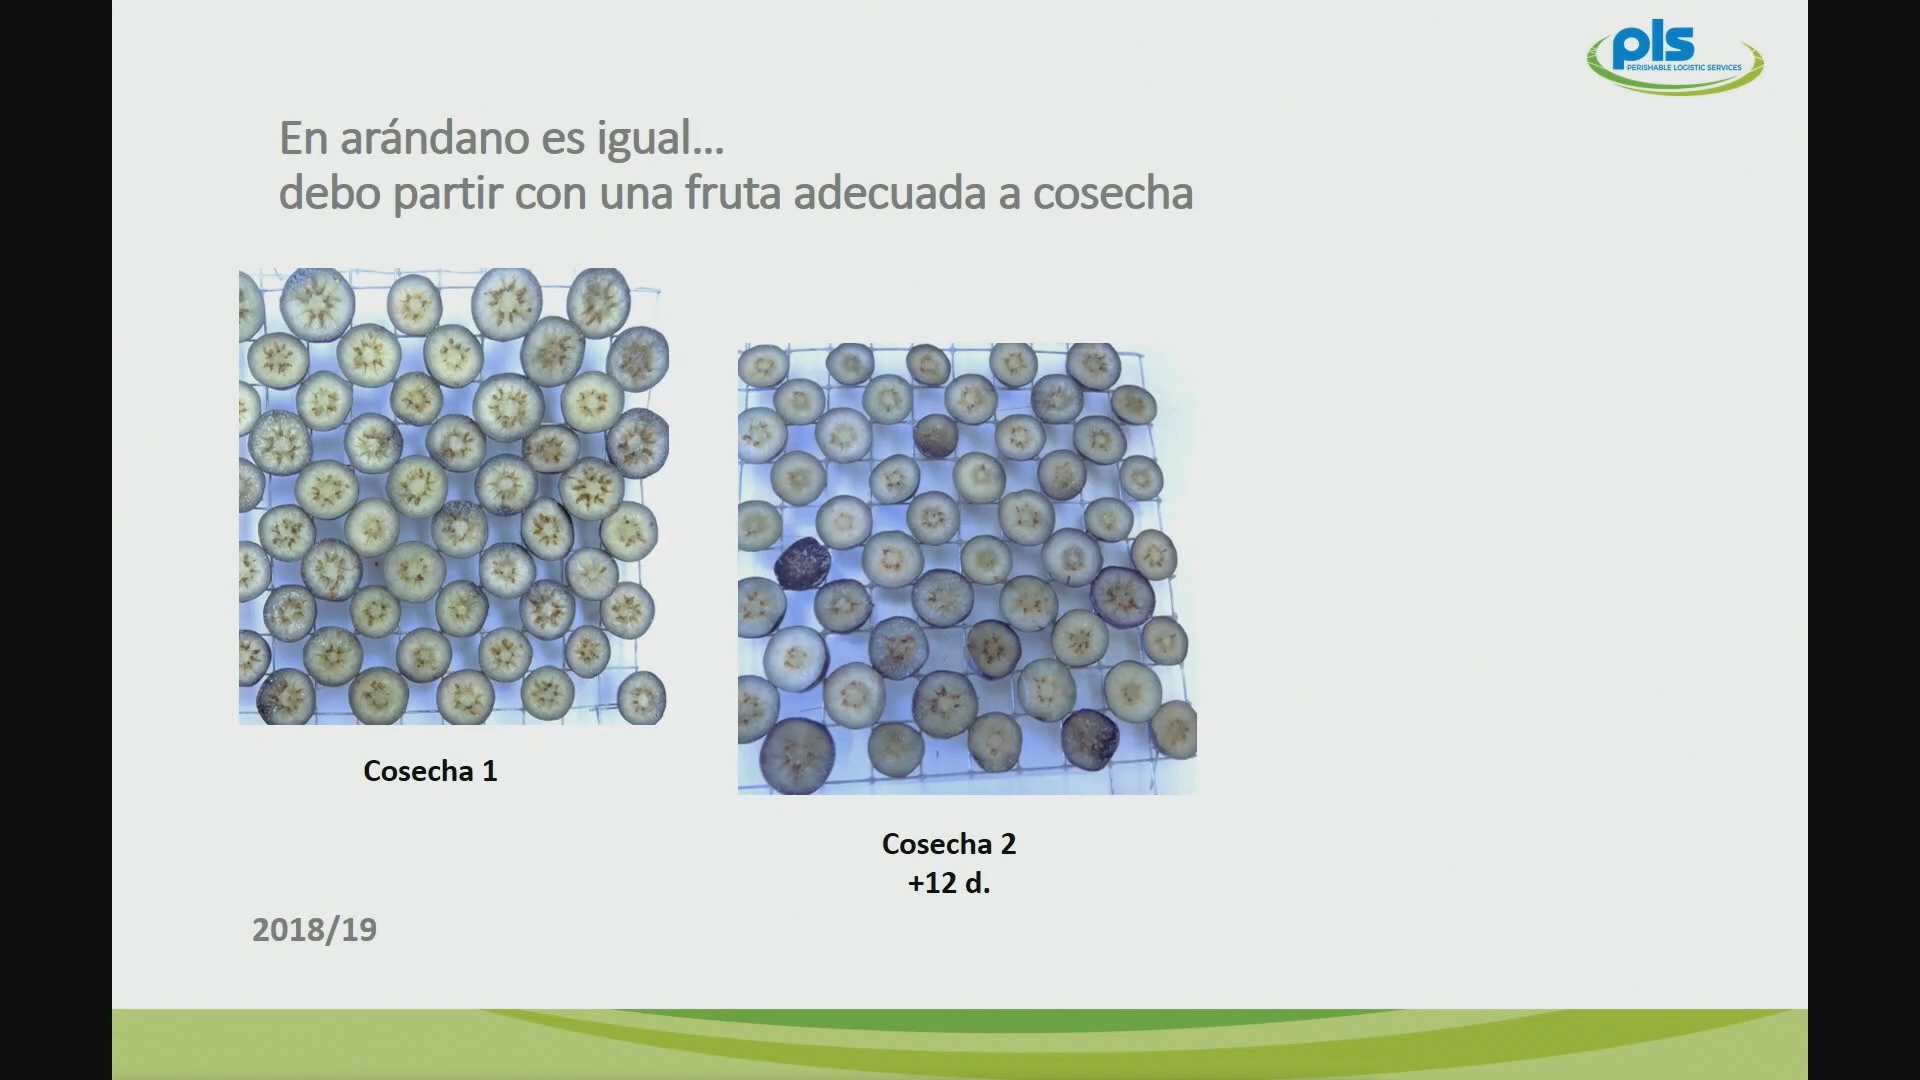 pls
PERISHABLE LOGISTIC SERVICES
En arándano es igual...
debo partir con una fruta adecuada a cosecha
Cosecha 1
Cosecha 2
+12 d.
2018/19